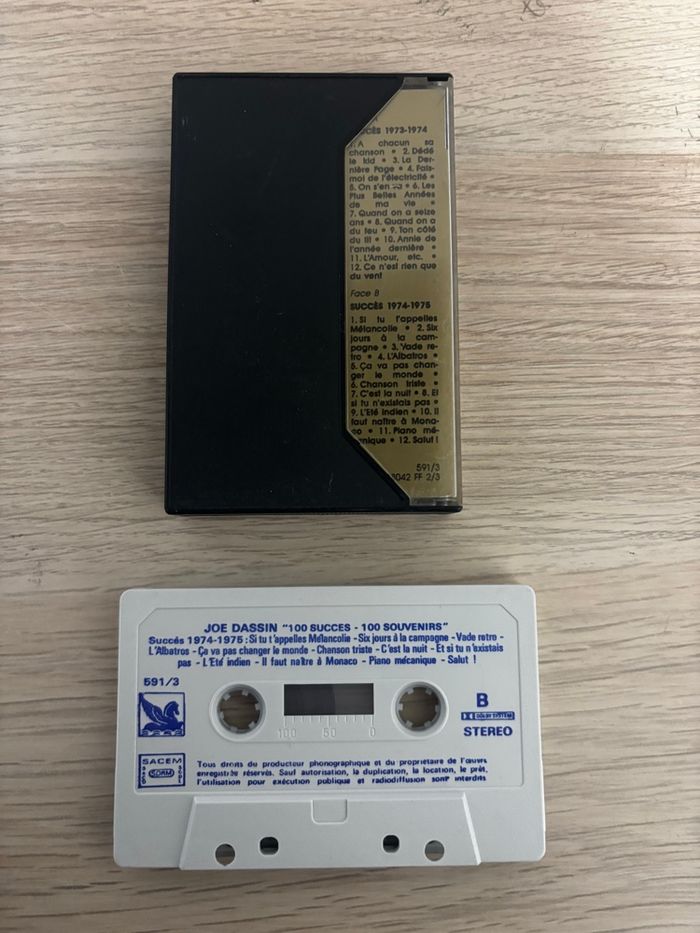 CÈS 1973-1974
1. A chacun sa
chanson • 2. Dédé
le kid • 3. La Der-
nière Page • 4. Fais-
moi de l'électricité •
5. On s'en va • 6. Les
Plus Belles Années
de ma vie •
7. Quand on a seize
ans • 8. Quand on a
du feu • 9. Ton côté
du lit • 10. Annie de
l'année dernière •
11. L'Amour, etc. •
12. Ce n'est rien que
du vent
Face B
SUCCÈS 1974-1975
1. Si tu t'appelles
Mélancolie • 2. Six
jours à la cam-
pagne • 3. Vade re-
tro • 4. L'Albatros •
5. Ça va pas chan-
ger le monde •
6. Chanson triste •
7. C'est la nuit • 8. Et
si tu n'existais pas •
9. L'Eté indien • 10. Il
faut naître à Mona-
co • 11. Piano mé-
canique • 12. Salut !
591/3
8042 FF 2/3
JOE DASSIN "100 SUCCES - 100 SOUVENIRS"
Succés 1974-1975 : Si tu t'appelles Mélancolie - Six jours à la campagne - Vade retro -
L'Albatros - Ça va pas changer le monde - Chanson triste - C'est la nuit - Et si tu n'existais
pas - L'Eté indien - Il faut naître à Monaco - Piano mécanique - Salut !
591/3
B
DOLBY SYSTEM
STEREO
100 50 0
SACEM
SDRM
Tous droits du producteur phonographique et du propriétaire de l'œuvre
enregistrée réservés. Sauf autorisation, la duplication, la location, le prêt,
l'utilisation pour exécution publique et radiodiffusion sont interdits